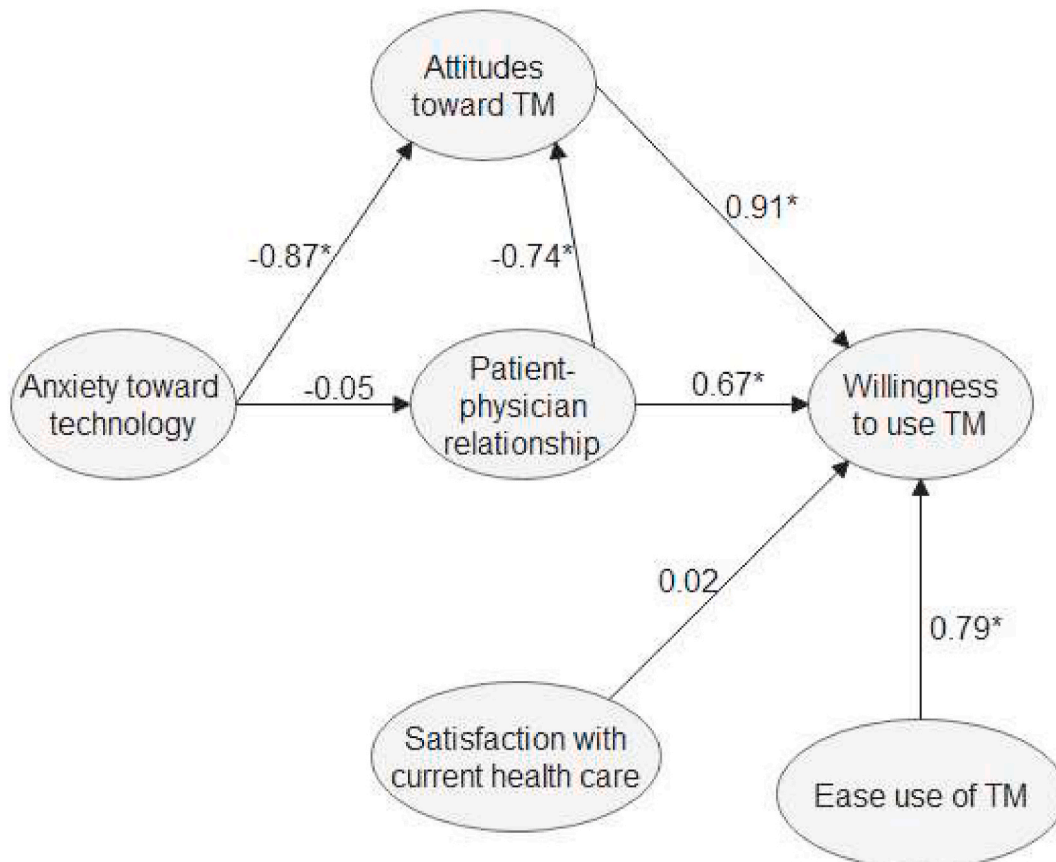 Attitudes
toward TM
0.91*
-0.87*
-0.74*
Anxiety toward
technology
-0.05
Patient-
physician
relationship
0.67*
Willingness
to use TM
0.02
0.79*
Satisfaction with
current health care
Ease use of TM